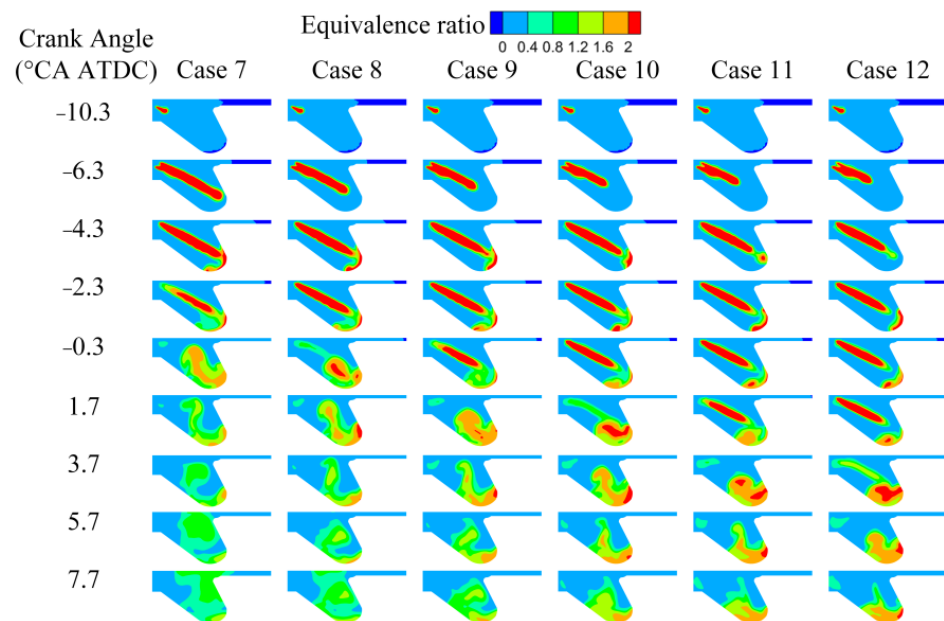 Equivalence ratio
0 0.4 0.8 1.2 1.6 2
Crank Angle
(°CA ATDC) Case 7 Case 8 Case 9 Case 10 Case 11 Case 12
−10.3
−6.3
−4.3
−2.3
−0.3
1.7
3.7
5.7
7.7